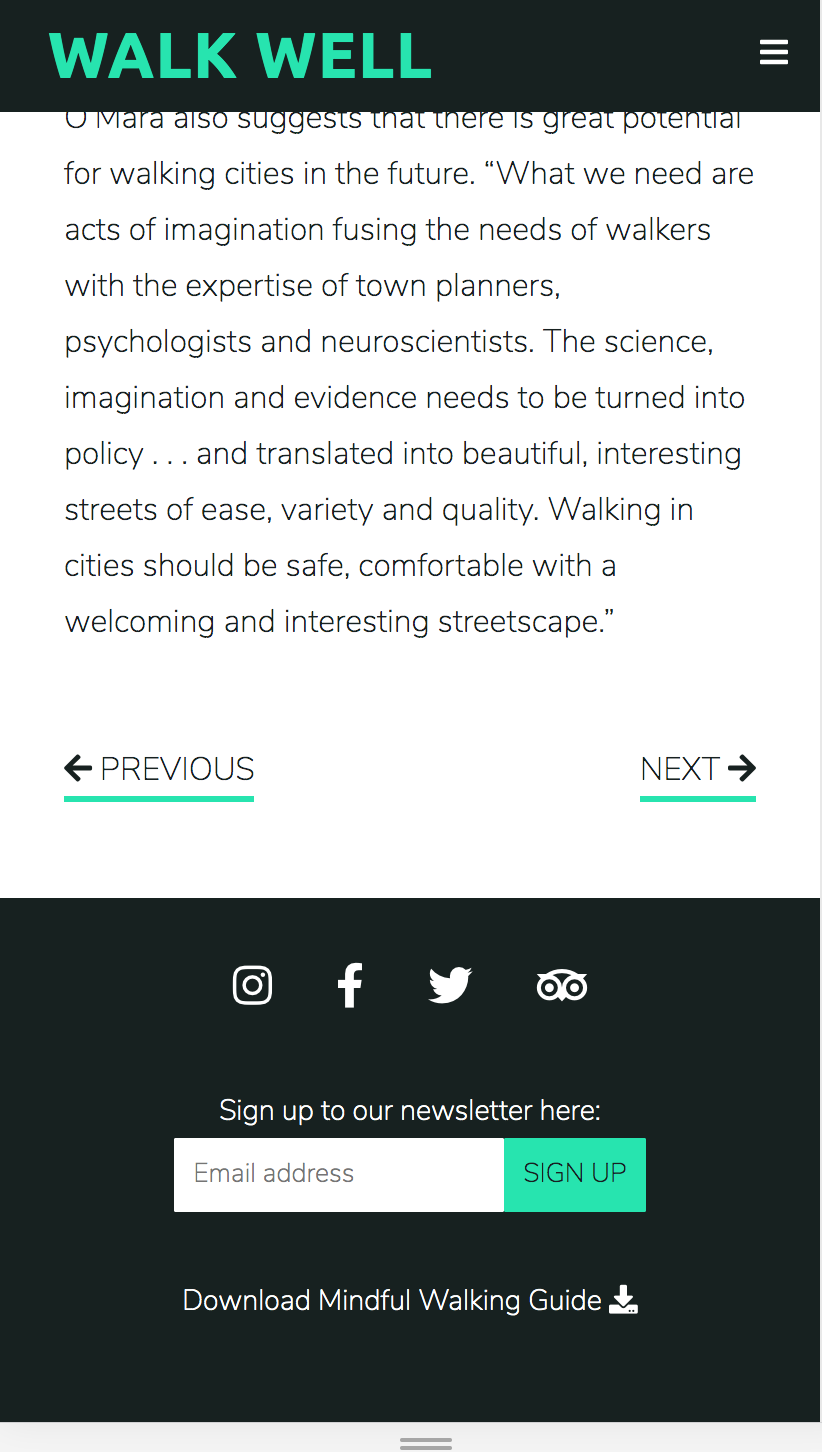 WALK WELL
O'Mara also suggests that there is great potential
for walking cities in the future. “What we need are
acts of imagination fusing the needs of walkers
with the expertise of town planners,
psychologists and neuroscientists. The science,
imagination and evidence needs to be turned into
policy . . . and translated into beautiful, interesting
streets of ease, variety and quality. Walking in
cities should be safe, comfortable with a
welcoming and interesting streetscape.”
PREVIOUS
NEXT
Sign up to our newsletter here:
Email address
SIGN UP
Download Mindful Walking Guide